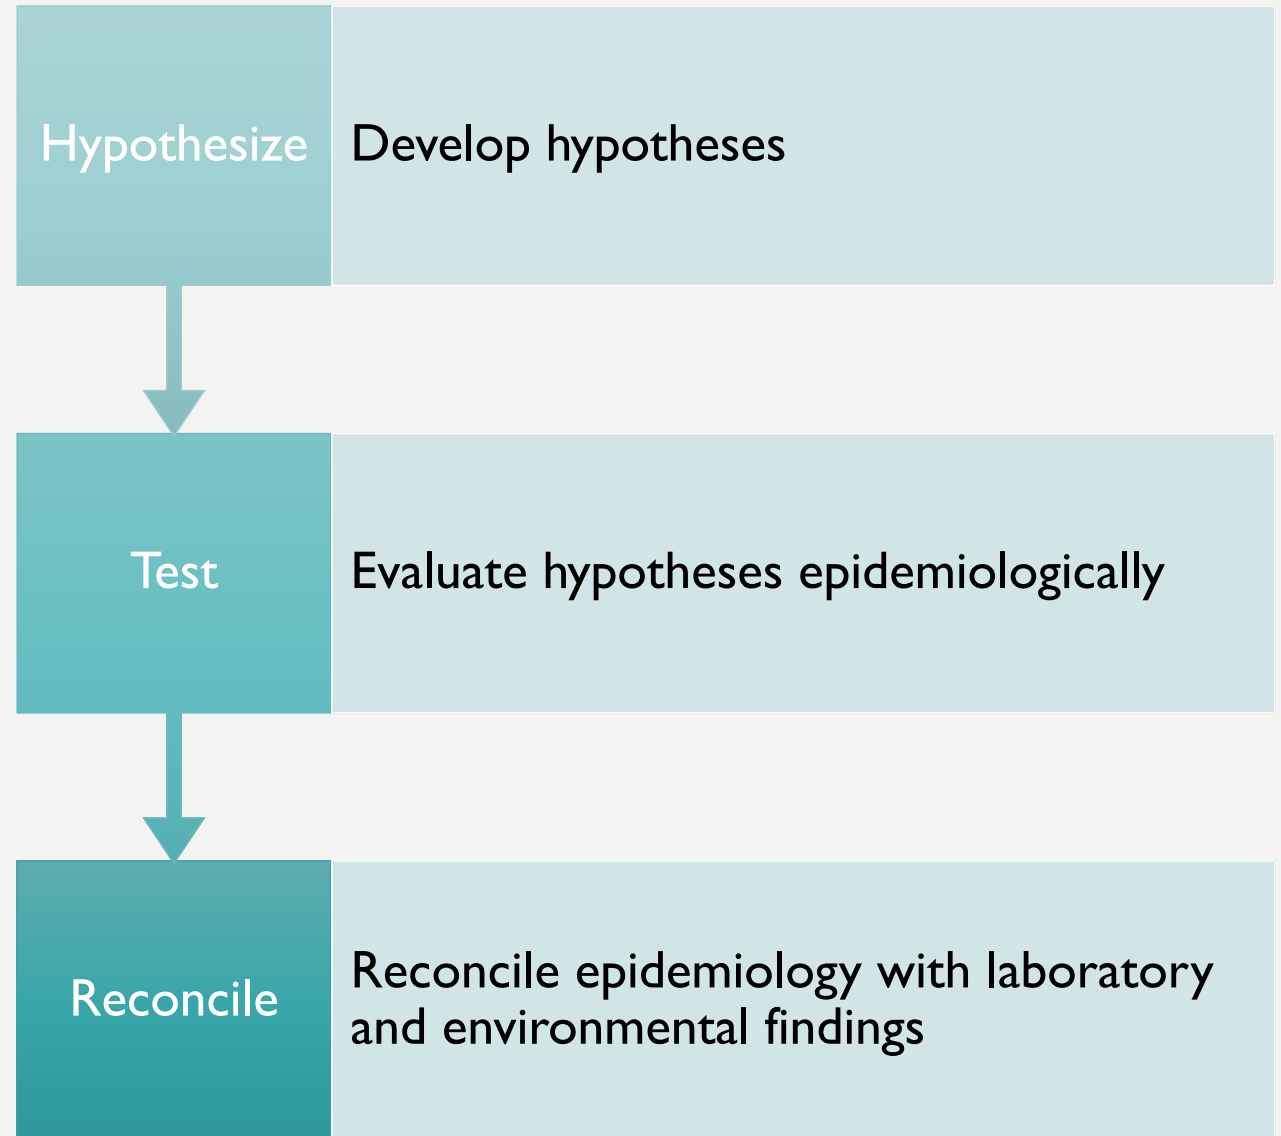 Hypothesize
Develop hypotheses
Test
Evaluate hypotheses epidemiologically
Reconcile
Reconcile epidemiology with laboratory
and environmental findings